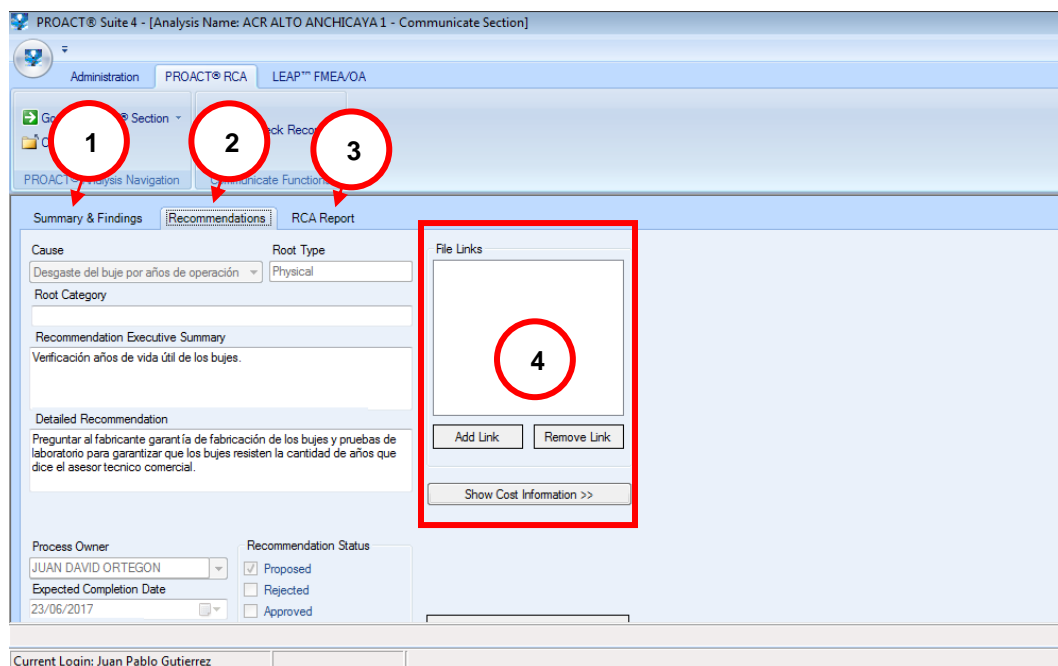 PROACT® Suite 4 - [Analysis Name: ACR ALTO ANCHICAYA 1 - Communicate Section]
Administration PROACT® RCA LEAP™ FMEA/OA
Go Section
1
2
3
PROACT® Analysis Navigation
Communicate Functions
Summary & Findings Recommendations RCA Report
Cause Root Type
Desgaste del buje por años de operación Physical
Root Category
Recommendation Executive Summary
Verificación años de vida útil de los bujes.
Detailed Recommendation
Preguntar al fabricante garantía de fabricación de los bujes y pruebas de
laboratorio para garantizar que los bujes resisten la cantidad de años que
dice el asesor tecnico comercial.
File Links
4
Add Link Remove Link
Show Cost Information >>
Process Owner
JUAN DAVID ORTEGON
Expected Completion Date
23/06/2017
Recommendation Status
Proposed
Rejected
Approved
Current Login: Juan Pablo Gutierrez